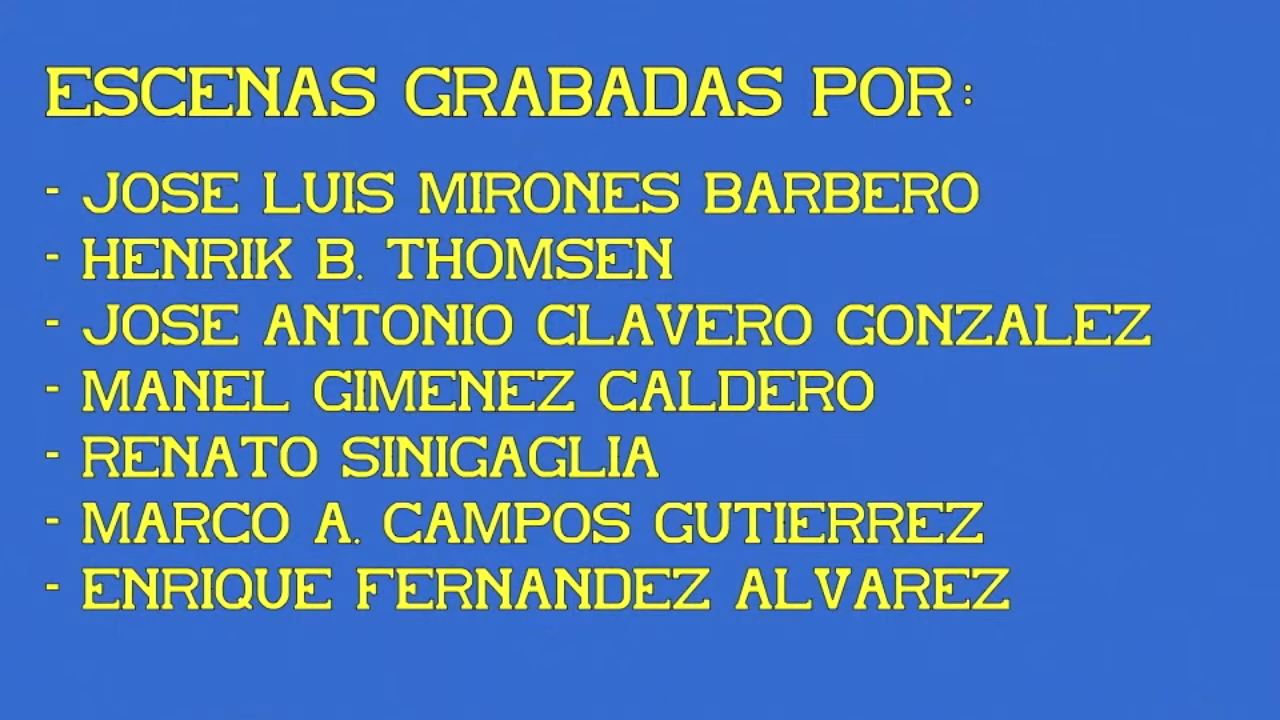 ESCENAS GRABADAS POR:
- JOSE LUIS MIRONES BARBERO
- HENRIK B. THOMSEN
- JOSE ANTONIO CLAVERO GONZALEZ
- MANEL GIMENEZ CALDERO
- RENATO SINIGAGLIA
- MARCO A. CAMPOS GUTIERREZ
- ENRIQUE FERNANDEZ ALVAREZ